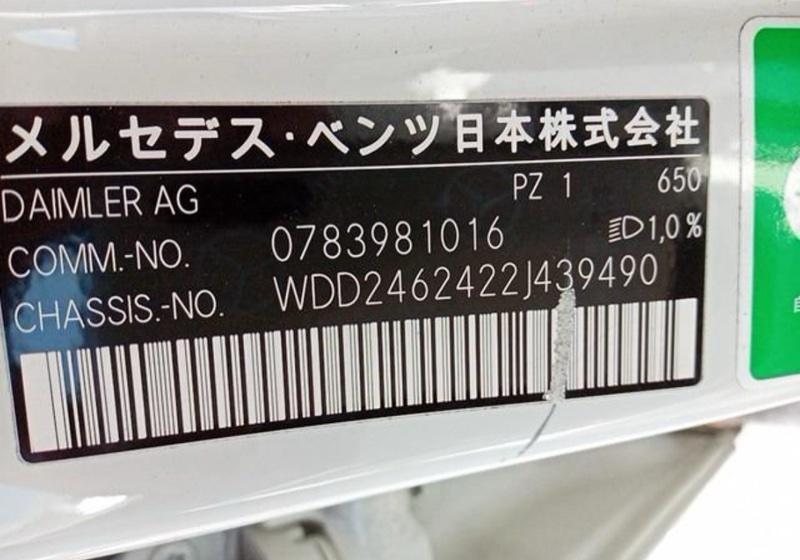 メルセデス・ベンツ日本株式会社
DAIMLER AG PZ 1 650
COMM.-NO. 0783981016 1,0 %
CHASSIS.-NO. WDD2462422J439490